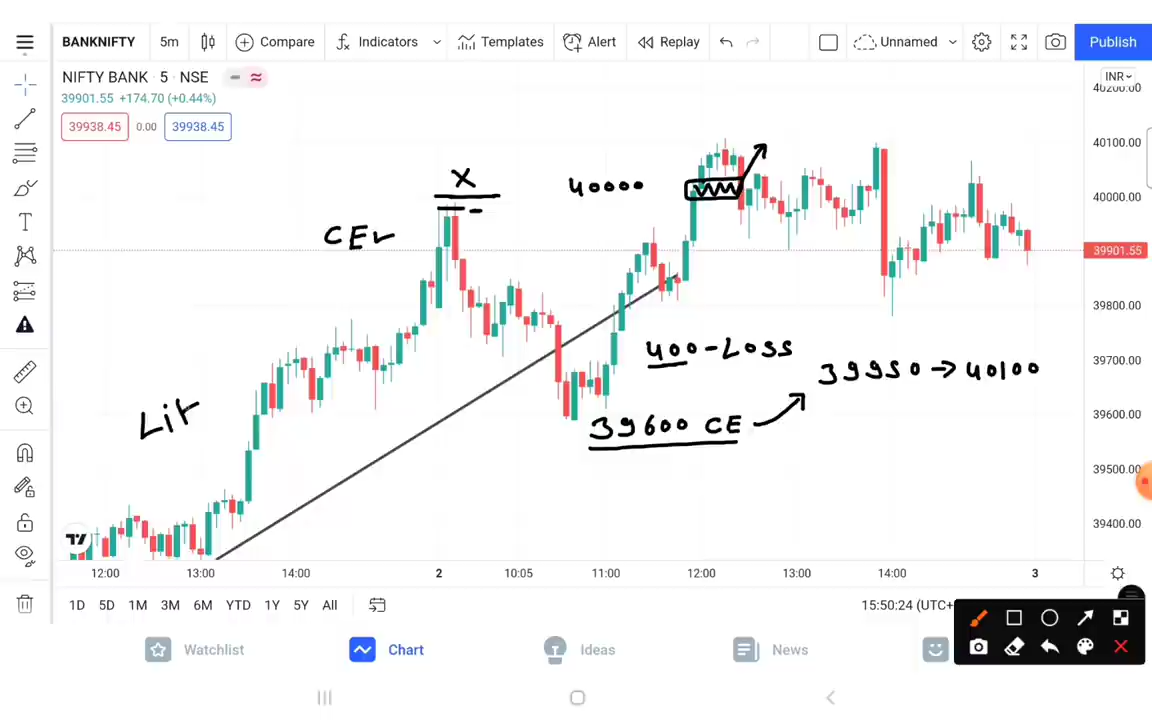 BANKNIFTY 5m Compare Indicators Templates Alert Replay Unnamed Publish
NIFTY BANK · 5 · NSE
INR
39901.55 +174.70 (+0.44%)
39938.45 0.00 39938.45
40200.00
40100.00
40000.00
39901.55
39800.00
39700.00
39600.00
39500.00
39400.00
X
40000
CE
400-LOSS
39950 → 40100
39600 CE
12:00 13:00 14:00 2 10:05 11:00 12:00 13:00 14:00 3
1D 5D 1M 3M 6M YTD 1Y 5Y All
15:50:24 (UTC+
Watchlist Chart Ideas News